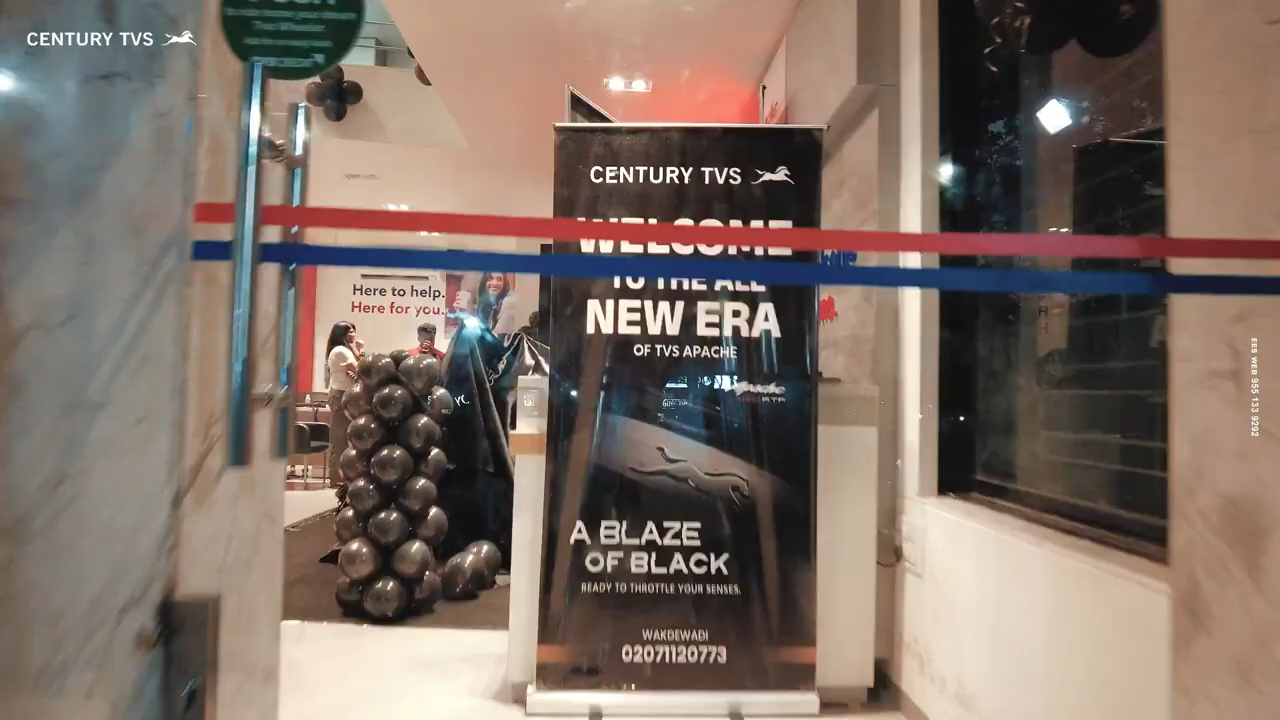 CENTURY TVS
CENTURY TVS
WELCOME
TO THE ALL
NEW ERA
OF TVS APACHE
Here to help.
Here for you.
A BLAZE
OF BLACK
READY TO THROTTLE YOUR SENSES.
WAKDEWADI
02071120773
EES WEB 955 133 9292